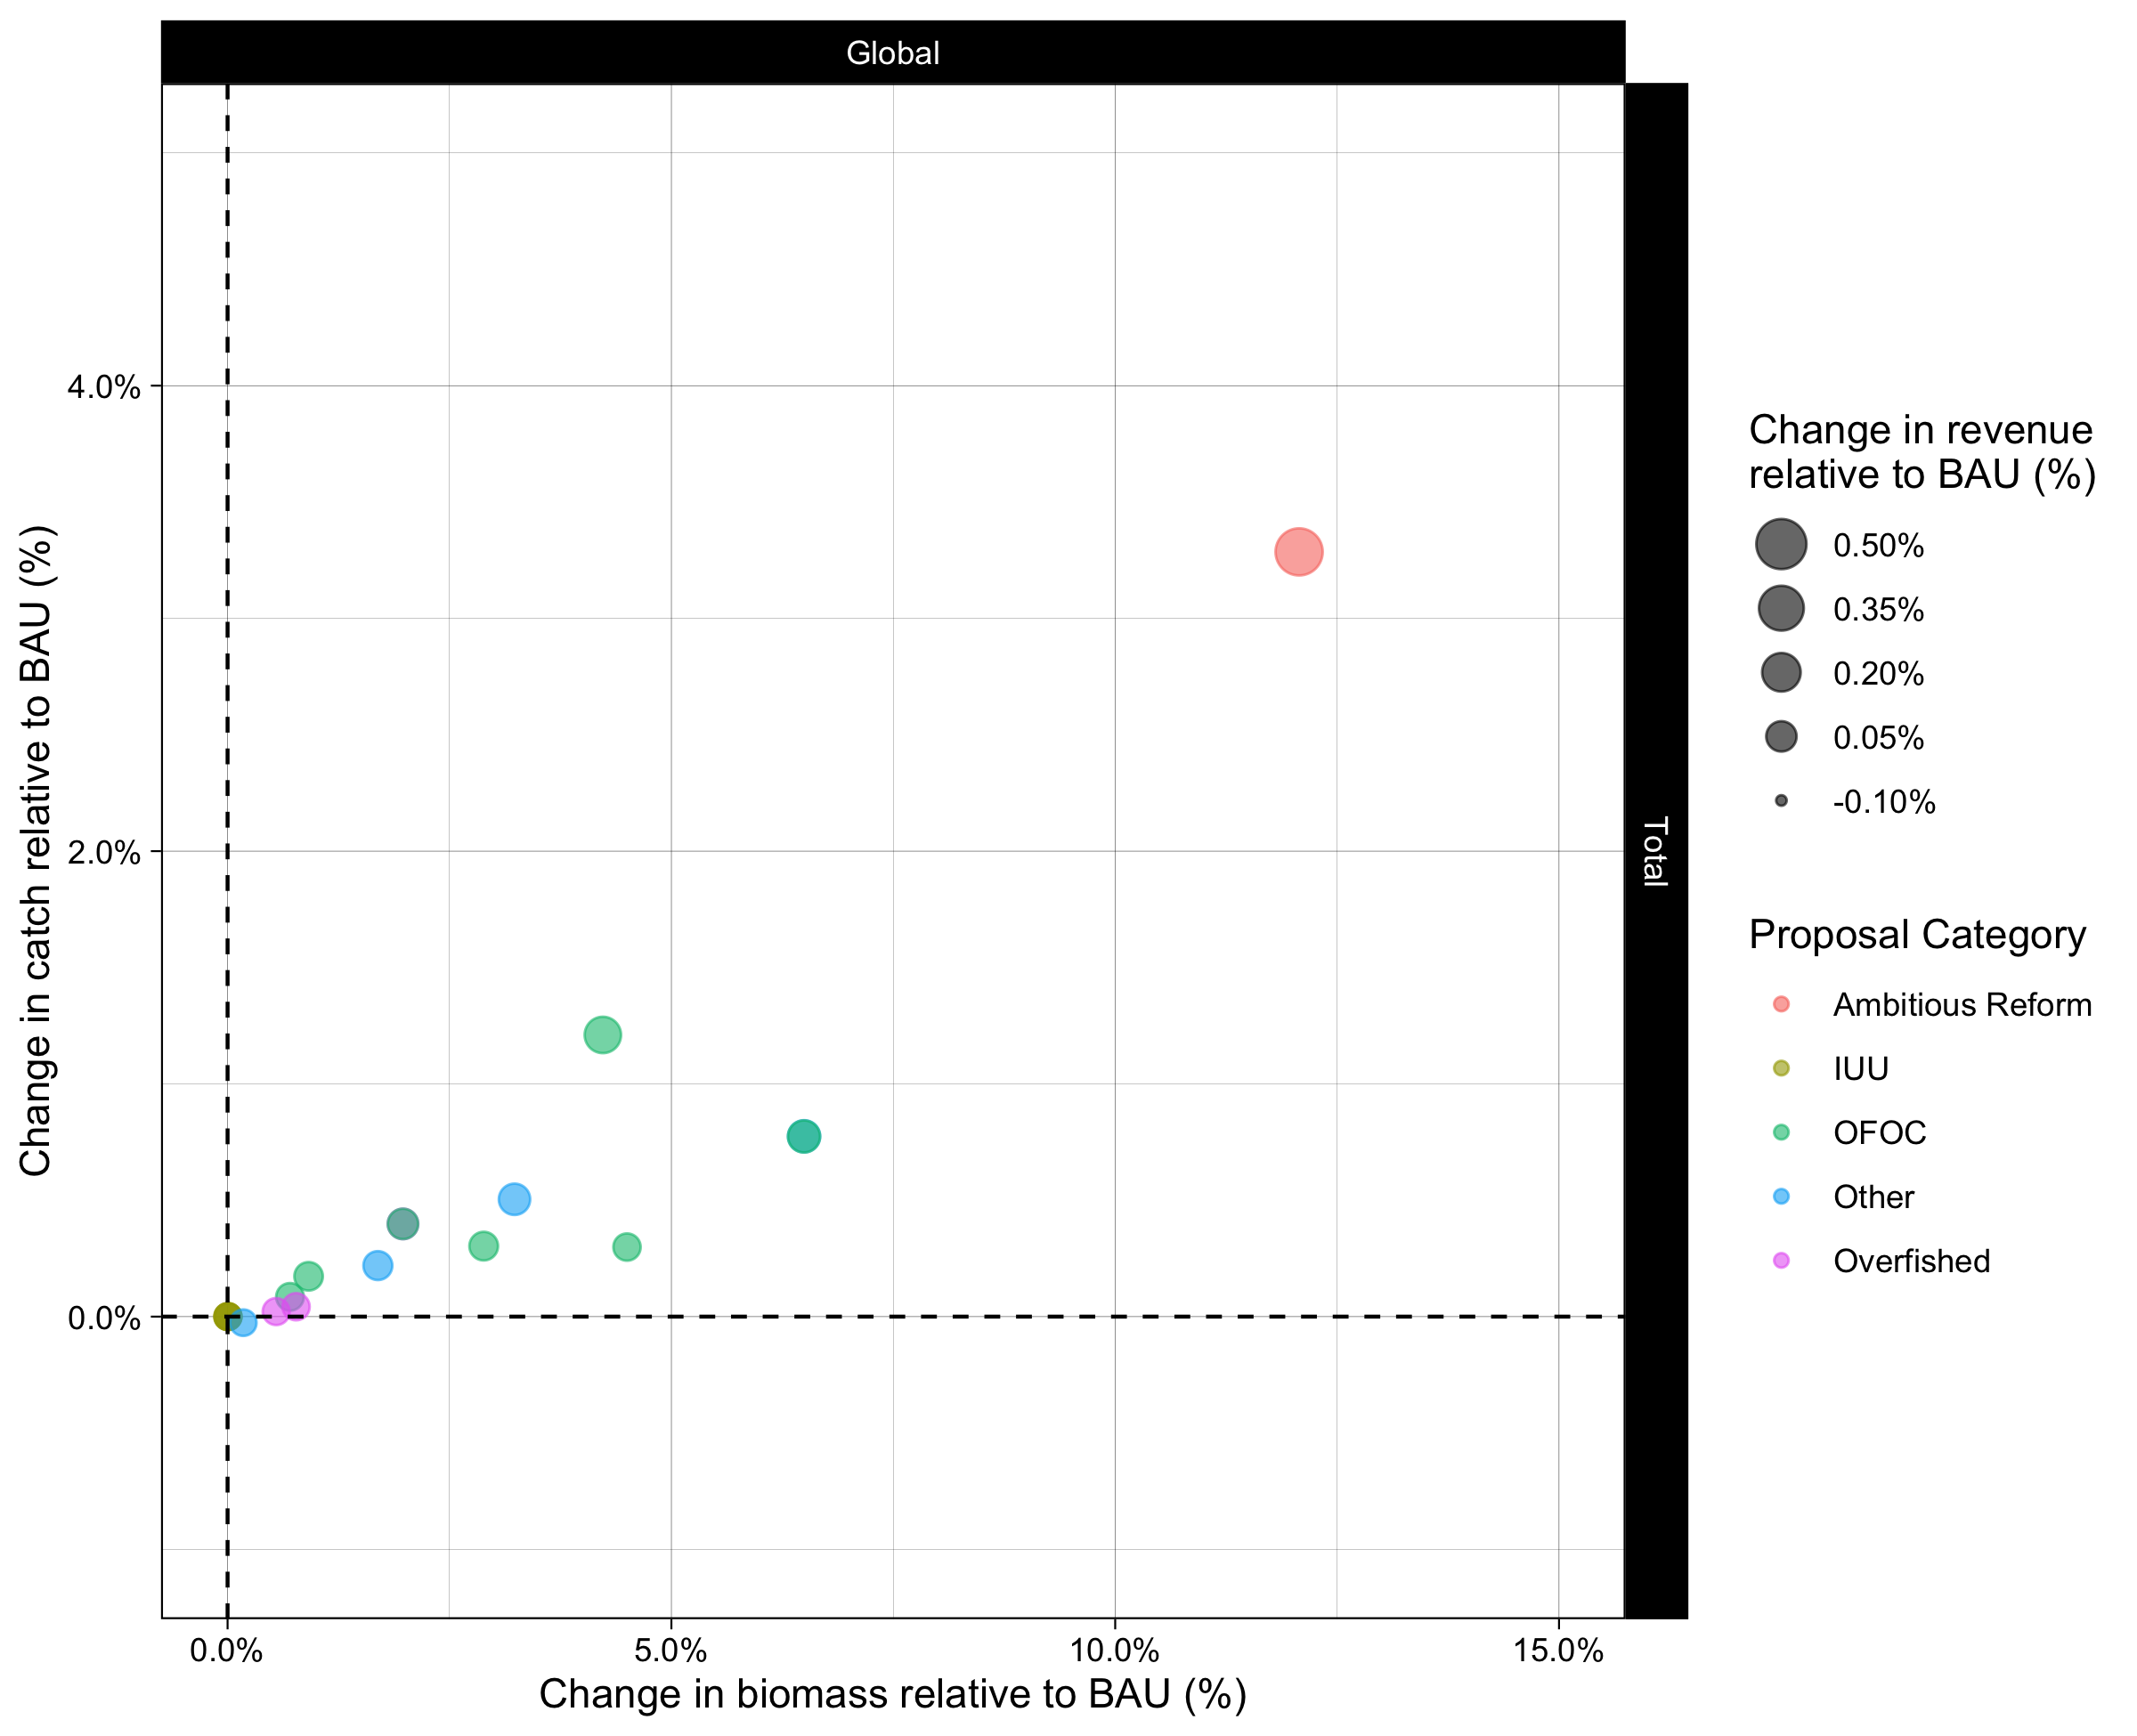 Global
Total
4.0%
2.0%
0.0%
0.0%
5.0%
10.0%
15.0%
Change in catch relative to BAU (%)
Change in biomass relative to BAU (%)
Change in revenue
relative to BAU (%)
0.50%
0.35%
0.20%
0.05%
-0.10%
Proposal Category
Ambitious Reform
IUU
OFOC
Other
Overfished